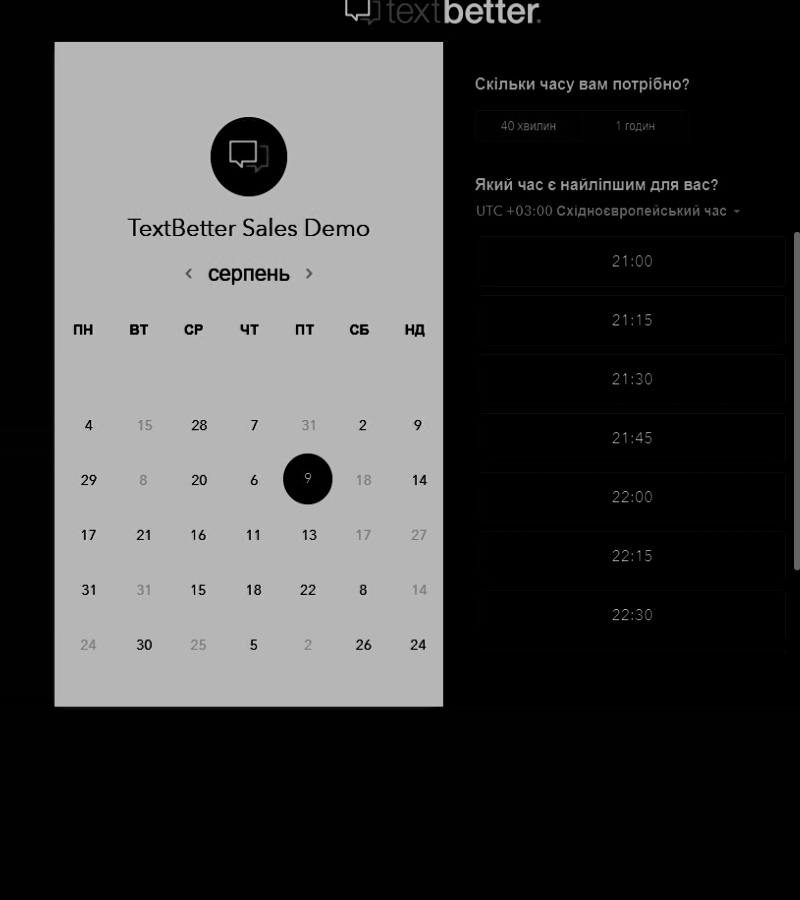 textbetter.
TextBetter Sales Demo
серпень
ПН ВТ СР ЧТ ПТ СБ НД
4 15 28 7 31 2 9
29 8 20 6 9 18 14
17 21 16 11 13 17 27
31 31 15 18 22 8 14
24 30 25 5 2 26 24
Скільки часу вам потрібно?
40 хвилин 1 годин
Який час є найліпшим для вас?
UTC +03:00 Східноєвропейський час
21:00
21:15
21:30
21:45
22:00
22:15
22:30